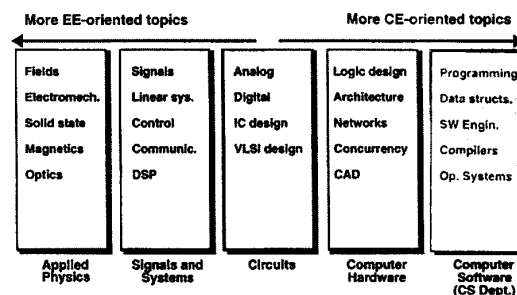 More EE-oriented topics
More CE-oriented topics
Fields
Electromech.
Solid state
Magnetics
Optics
Signals
Linear sys.
Control
Communic.
DSP
Analog
Digital
IC design
VLSI design
Logic design
Architecture
Networks
Concurrency
CAD
Programming
Data structs.
SW Engin.
Compilers
Op. Systems
Applied
Physics
Signals and
Systems
Circuits
Computer
Hardware
Computer
Software
(CS Dept.)